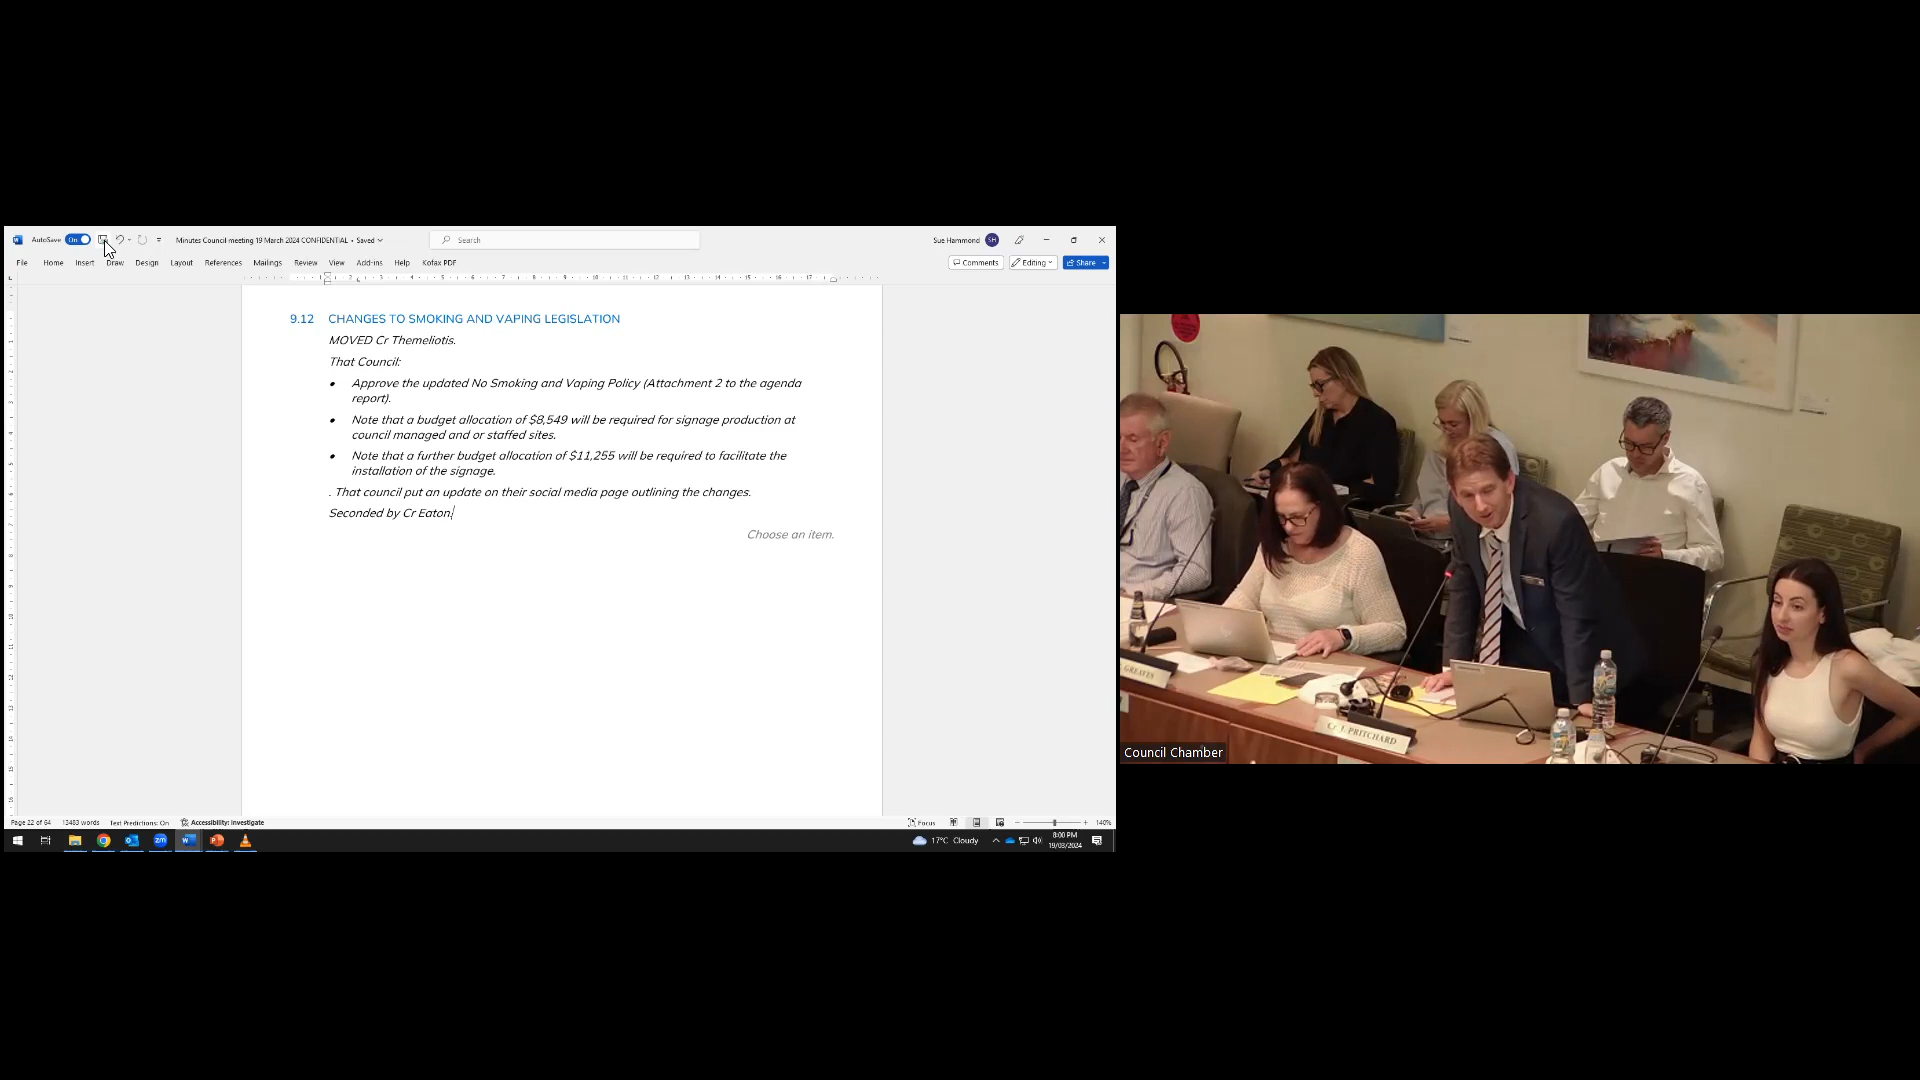 AutoSave On Minutes Council meeting 19 March 2024 CONFIDENTIAL • Saved Search Sue Hammond SH
File Home Insert Draw Design Layout References Mailings Review View Add-ins Help Kofax PDF Comments Editing Share
9.12 CHANGES TO SMOKING AND VAPING LEGISLATION
MOVED Cr Themeliotis.
That Council:
• Approve the updated No Smoking and Vaping Policy (Attachment 2 to the agenda
report).
• Note that a budget allocation of $8,549 will be required for signage production at
council managed and or staffed sites.
• Note that a further budget allocation of $11,255 will be required to facilitate the
installation of the signage.
. That council put an update on their social media page outlining the changes.
Seconded by Cr Eaton.
Choose an item.
Page 22 of 64 13483 words Text Predictions: On Accessibility: Investigate Focus 140%
17°C Cloudy 8:00 PM
19/03/2024
GREAVES
Cr J. PRITCHARD
Council Chamber